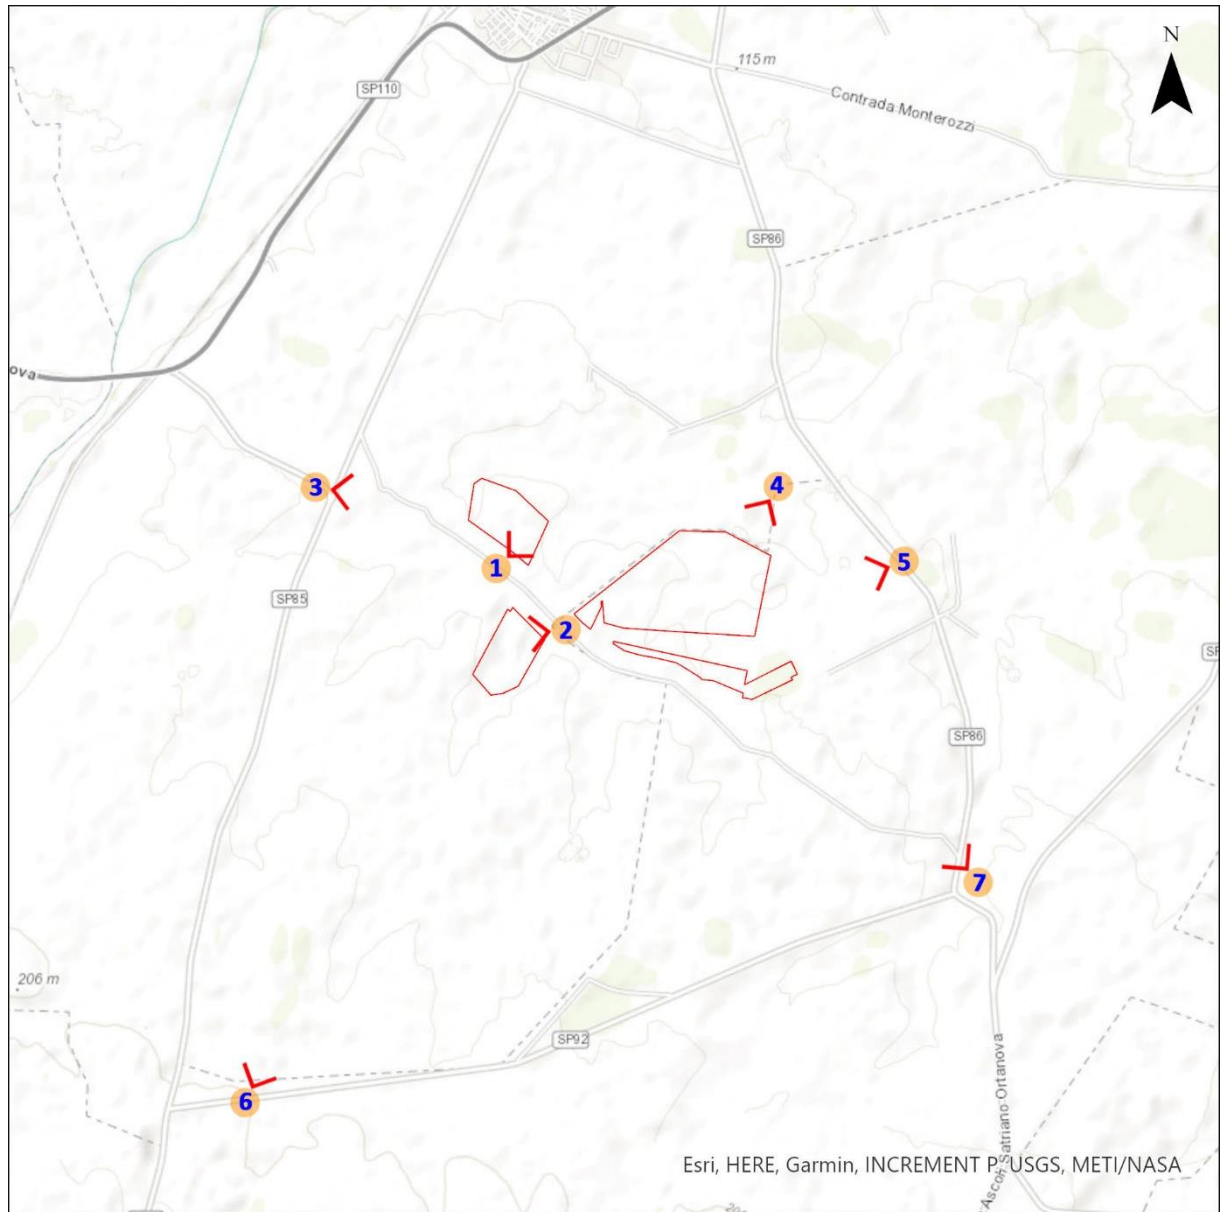 N
115 m
SP110
Contrada Monterozzi
SP86
ova
3
4
1
5
SP85
2
SP
SP86
7
206 m
SP92
6
Ascoli Satriano Ortanova
Esri, HERE, Garmin, INCREMENT P, USGS, METI/NASA